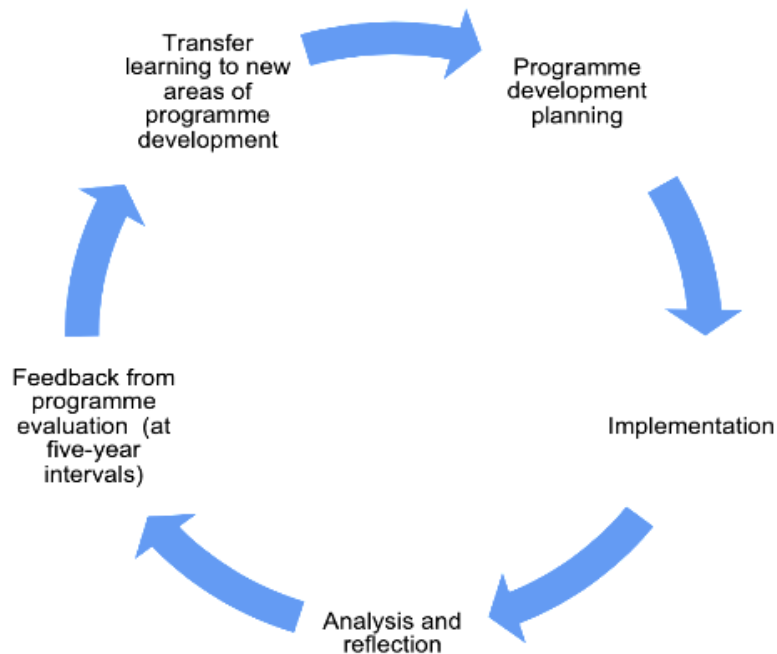 Transfer
learning to new
areas of
programme
development
Programme
development
planning
Implementation
Analysis and
reflection
Feedback from
programme
evaluation  (at
five-year
intervals)